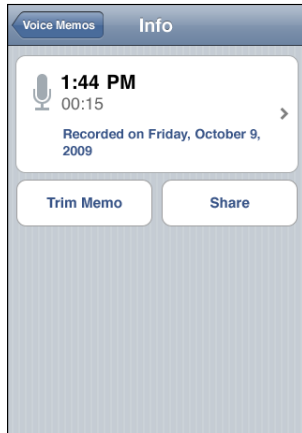 Voice Memos
Info
1:44 PM
00:15
Recorded on Friday, October 9,
2009
Trim Memo
Share